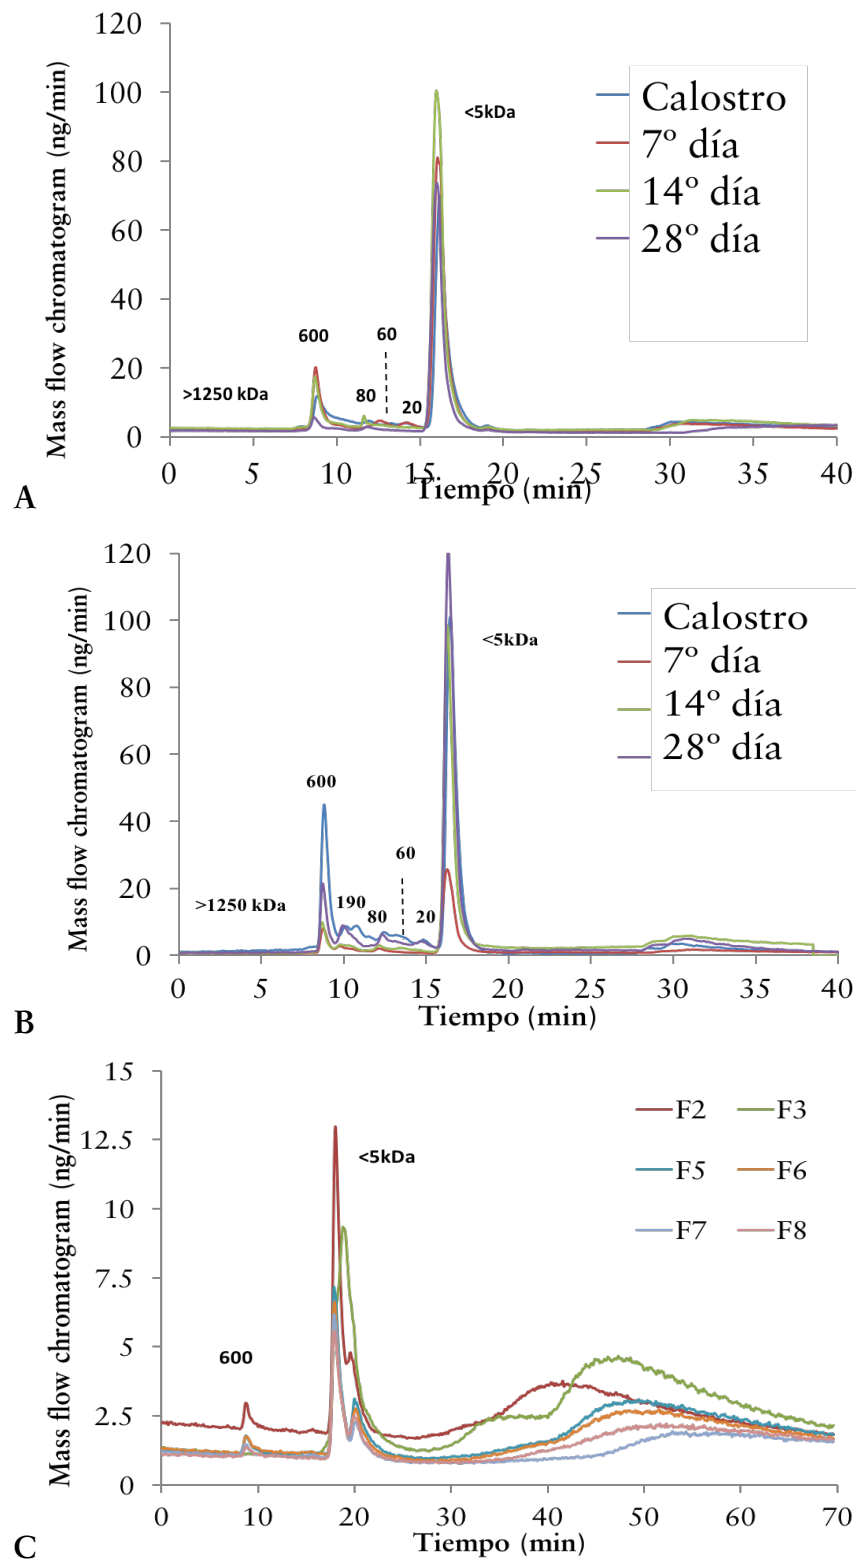 Mass flow chromatogram (ng/min)
120
100
80
60
40
20
0
<5kDa
Calostro
7º día
14º día
28º día
600
60
>1250 kDa
80
20
0 5 10 15 20 25 30 35 40
Tiempo (min)
A
Mass flow chromatogram (ng/min)
120
100
80
60
40
20
0
<5kDa
Calostro
7º día
14º día
28º día
600
60
>1250 kDa
190
80
20
0 5 10 15 20 25 30 35 40
Tiempo (min)
B
Mass flow chromatogram (ng/min)
15
12.5
10
7.5
5
2.5
0
<5kDa
F2 F3
F5 F6
F7 F8
600
0 10 20 30 40 50 60 70
Tiempo (min)
C